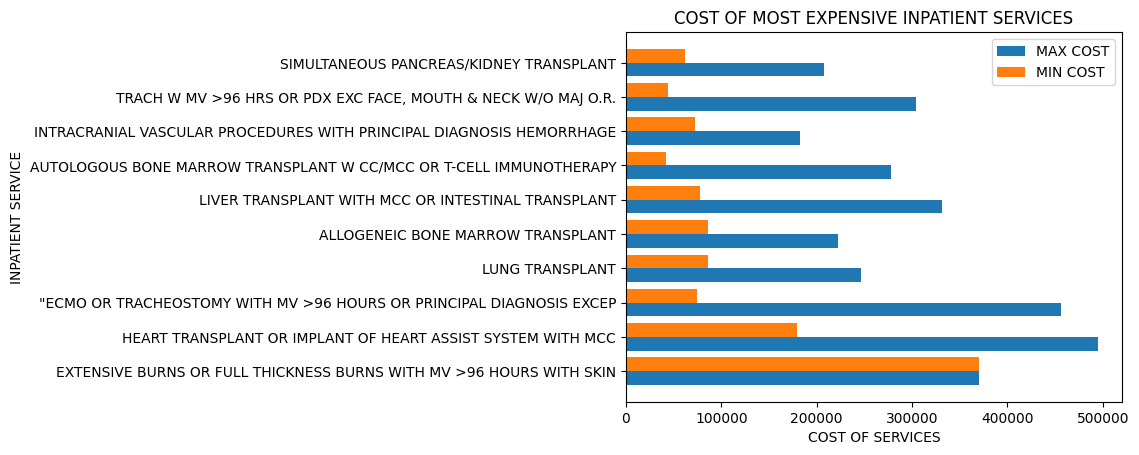 COST OF MOST EXPENSIVE INPATIENT SERVICES
MAX COST
MIN COST
INPATIENT SERVICE
SIMULTANEOUS PANCREAS/KIDNEY TRANSPLANT
TRACH W MV >96 HRS OR PDX EXC FACE, MOUTH & NECK W/O MAJ O.R.
INTRACRANIAL VASCULAR PROCEDURES WITH PRINCIPAL DIAGNOSIS HEMORRHAGE
AUTOLOGOUS BONE MARROW TRANSPLANT W CC/MCC OR T-CELL IMMUNOTHERAPY
LIVER TRANSPLANT WITH MCC OR INTESTINAL TRANSPLANT
ALLOGENEIC BONE MARROW TRANSPLANT
LUNG TRANSPLANT
"ECMO OR TRACHEOSTOMY WITH MV >96 HOURS OR PRINCIPAL DIAGNOSIS EXCEP
HEART TRANSPLANT OR IMPLANT OF HEART ASSIST SYSTEM WITH MCC
EXTENSIVE BURNS OR FULL THICKNESS BURNS WITH MV >96 HOURS WITH SKIN
0 100000 200000 300000 400000 500000
COST OF SERVICES